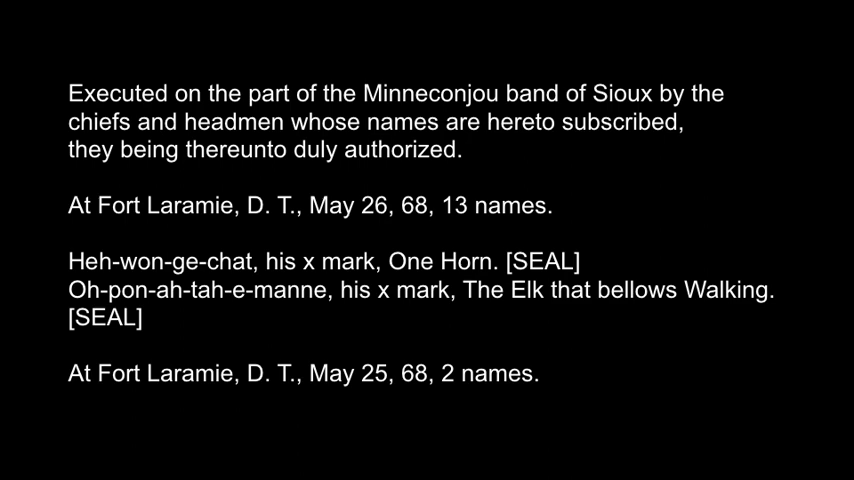 Executed on the part of the Minneconjou band of Sioux by the
chiefs and headmen whose names are hereto subscribed,
they being thereunto duly authorized.
At Fort Laramie, D. T., May 26, 68, 13 names.
Heh-won-ge-chat, his x mark, One Horn. [SEAL]
Oh-pon-ah-tah-e-manne, his x mark, The Elk that bellows Walking.
[SEAL]
At Fort Laramie, D. T., May 25, 68, 2 names.